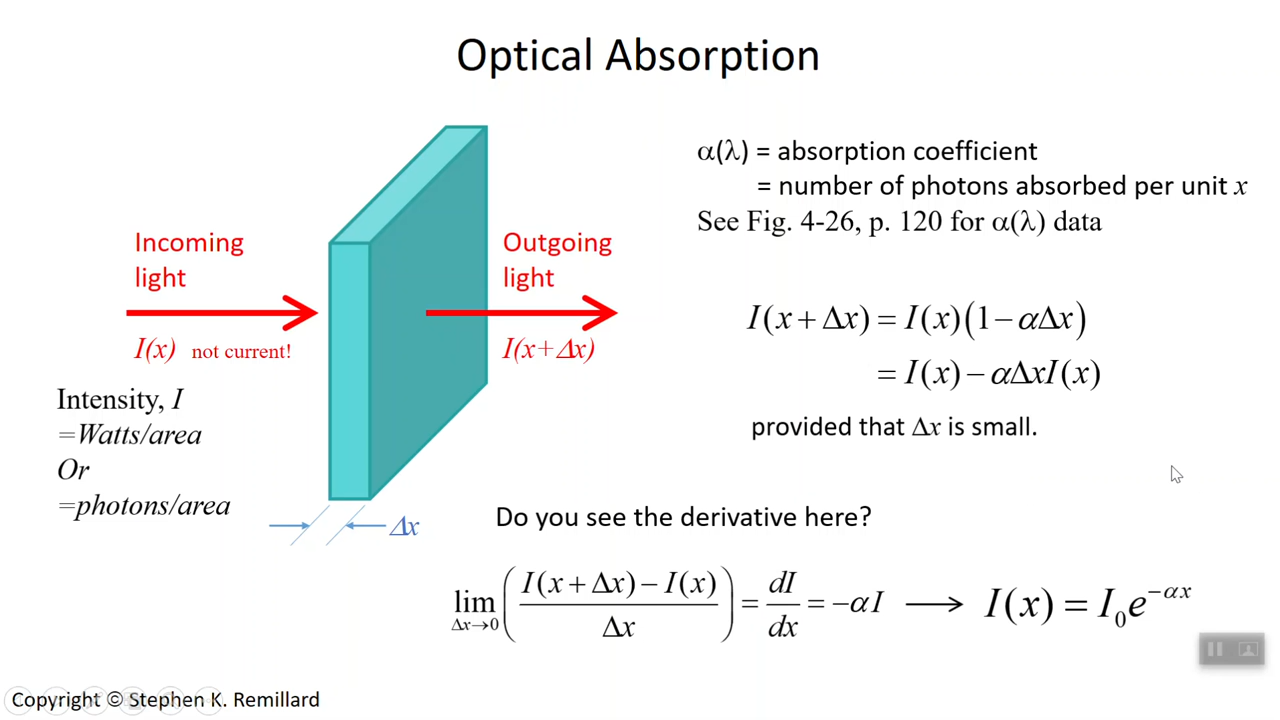 Optical Absorption
α(λ) = absorption coefficient
= number of photons absorbed per unit x
See Fig. 4-26, p. 120 for α(λ) data
Incoming
light
I(x) not current!
Outgoing
light
I(x+Δx)
Intensity, I
=Watts/area
Or
=photons/area
Δx
I(x + Δx) = I(x)(1 − αΔx)
= I(x) − αΔxI(x)
provided that Δx is small.
Do you see the derivative here?
lim Δx→0 ( (I(x + Δx) − I(x)) / Δx ) = dI/dx = −αI ⟶ I(x) = I₀e^(−αx)
Copyright © Stephen K. Remillard